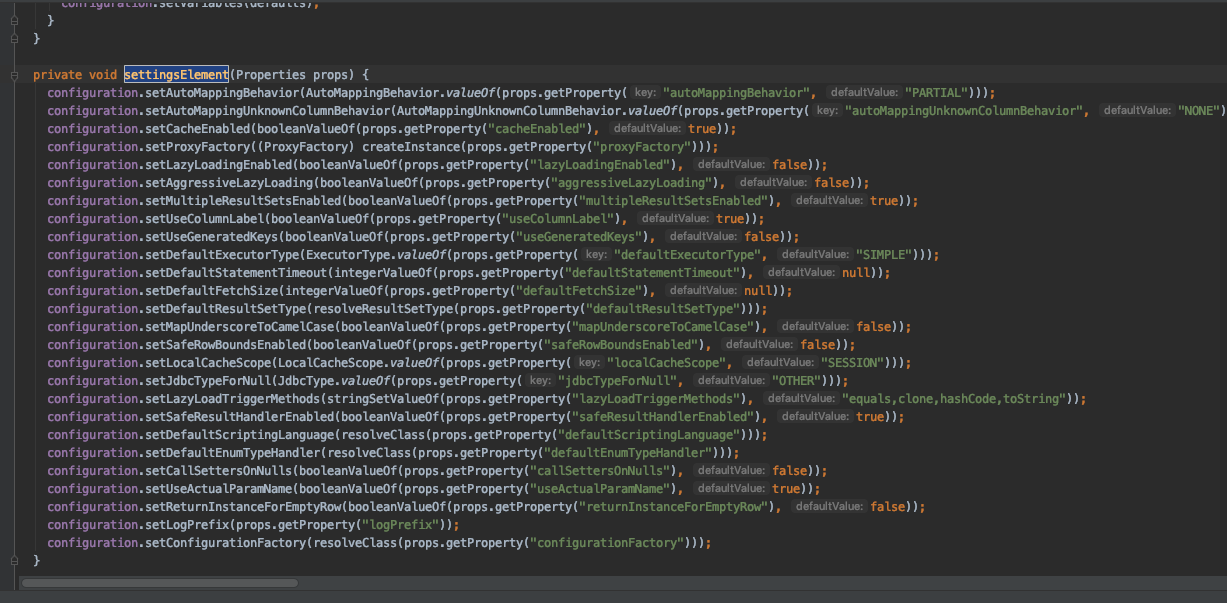 configuration.setVariables(defaults);
}
}
private void settingsElement(Properties props) {
configuration.setAutoMappingBehavior(AutoMappingBehavior.valueOf(props.getProperty( key: "autoMappingBehavior", defaultValue: "PARTIAL")));
configuration.setAutoMappingUnknownColumnBehavior(AutoMappingUnknownColumnBehavior.valueOf(props.getProperty( key: "autoMappingUnknownColumnBehavior", defaultValue: "NONE")
configuration.setCacheEnabled(booleanValueOf(props.getProperty("cacheEnabled"), defaultValue: true));
configuration.setProxyFactory((ProxyFactory) createInstance(props.getProperty("proxyFactory")));
configuration.setLazyLoadingEnabled(booleanValueOf(props.getProperty("lazyLoadingEnabled"), defaultValue: false));
configuration.setAggressiveLazyLoading(booleanValueOf(props.getProperty("aggressiveLazyLoading"), defaultValue: false));
configuration.setMultipleResultSetsEnabled(booleanValueOf(props.getProperty("multipleResultSetsEnabled"), defaultValue: true));
configuration.setUseColumnLabel(booleanValueOf(props.getProperty("useColumnLabel"), defaultValue: true));
configuration.setUseGeneratedKeys(booleanValueOf(props.getProperty("useGeneratedKeys"), defaultValue: false));
configuration.setDefaultExecutorType(ExecutorType.valueOf(props.getProperty( key: "defaultExecutorType", defaultValue: "SIMPLE")));
configuration.setDefaultStatementTimeout(integerValueOf(props.getProperty("defaultStatementTimeout"), defaultValue: null));
configuration.setDefaultFetchSize(integerValueOf(props.getProperty("defaultFetchSize"), defaultValue: null));
configuration.setDefaultResultSetType(resolveResultSetType(props.getProperty("defaultResultSetType")));
configuration.setMapUnderscoreToCamelCase(booleanValueOf(props.getProperty("mapUnderscoreToCamelCase"), defaultValue: false));
configuration.setSafeRowBoundsEnabled(booleanValueOf(props.getProperty("safeRowBoundsEnabled"), defaultValue: false));
configuration.setLocalCacheScope(LocalCacheScope.valueOf(props.getProperty( key: "localCacheScope", defaultValue: "SESSION")));
configuration.setJdbcTypeForNull(JdbcType.valueOf(props.getProperty( key: "jdbcTypeForNull", defaultValue: "OTHER")));
configuration.setLazyLoadTriggerMethods(stringSetValueOf(props.getProperty("lazyLoadTriggerMethods"), defaultValue: "equals,clone,hashCode,toString"));
configuration.setSafeResultHandlerEnabled(booleanValueOf(props.getProperty("safeResultHandlerEnabled"), defaultValue: true));
configuration.setDefaultScriptingLanguage(resolveClass(props.getProperty("defaultScriptingLanguage")));
configuration.setDefaultEnumTypeHandler(resolveClass(props.getProperty("defaultEnumTypeHandler")));
configuration.setCallSettersOnNulls(booleanValueOf(props.getProperty("callSettersOnNulls"), defaultValue: false));
configuration.setUseActualParamName(booleanValueOf(props.getProperty("useActualParamName"), defaultValue: true));
configuration.setReturnInstanceForEmptyRow(booleanValueOf(props.getProperty("returnInstanceForEmptyRow"), defaultValue: false));
configuration.setLogPrefix(props.getProperty("logPrefix"));
configuration.setConfigurationFactory(resolveClass(props.getProperty("configurationFactory")));
}